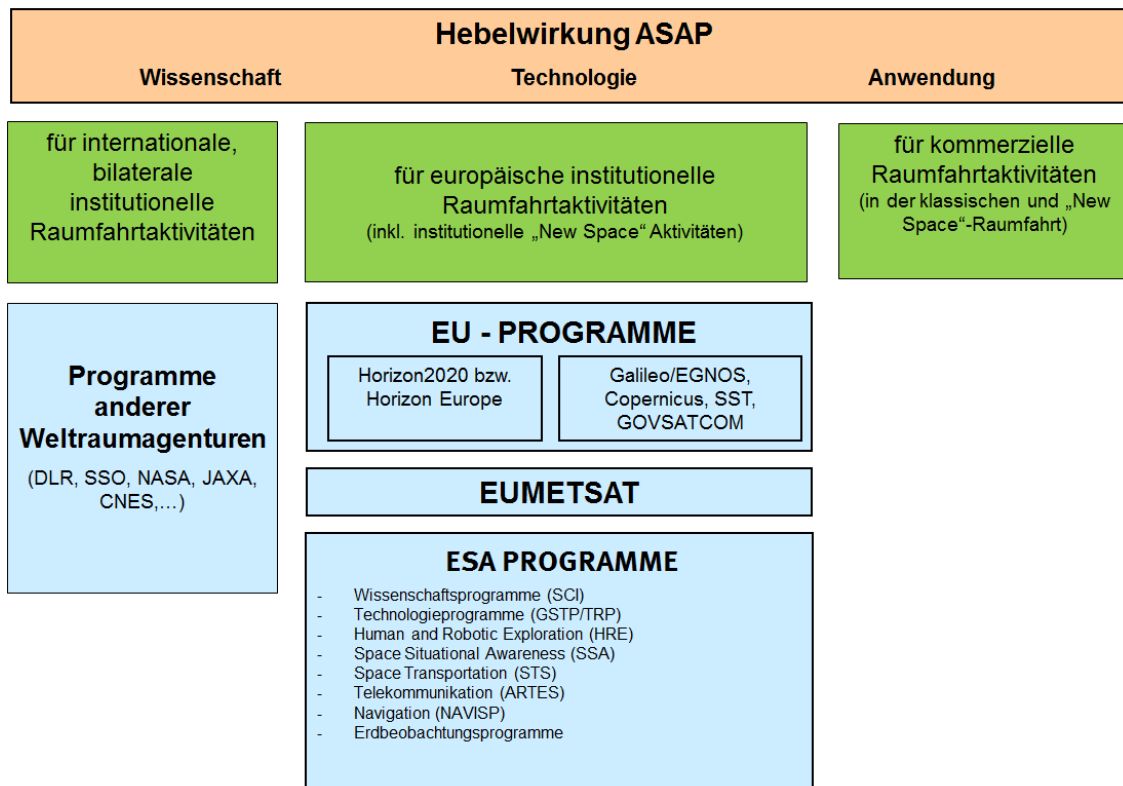 Hebelwirkung ASAP
Wissenschaft Technologie Anwendung
für internationale,
bilaterale
institutionelle
Raumfahrtaktivitäten
für europäische institutionelle
Raumfahrtaktivitäten
(inkl. institutionelle „New Space“ Aktivitäten)
für kommerzielle
Raumfahrtaktivitäten
(in der klassischen und „New
Space“-Raumfahrt)
Programme
anderer
Weltraumagenturen
(DLR, SSO, NASA, JAXA,
CNES,…)
EU - PROGRAMME
Horizon2020 bzw.
Horizon Europe
Galileo/EGNOS,
Copernicus, SST,
GOVSATCOM
EUMETSAT
ESA PROGRAMME
- Wissenschaftsprogramme (SCI)
- Technologieprogramme (GSTP/TRP)
- Human and Robotic Exploration (HRE)
- Space Situational Awareness (SSA)
- Space Transportation (STS)
- Telekommunikation (ARTES)
- Navigation (NAVISP)
- Erdbeobachtungsprogramme